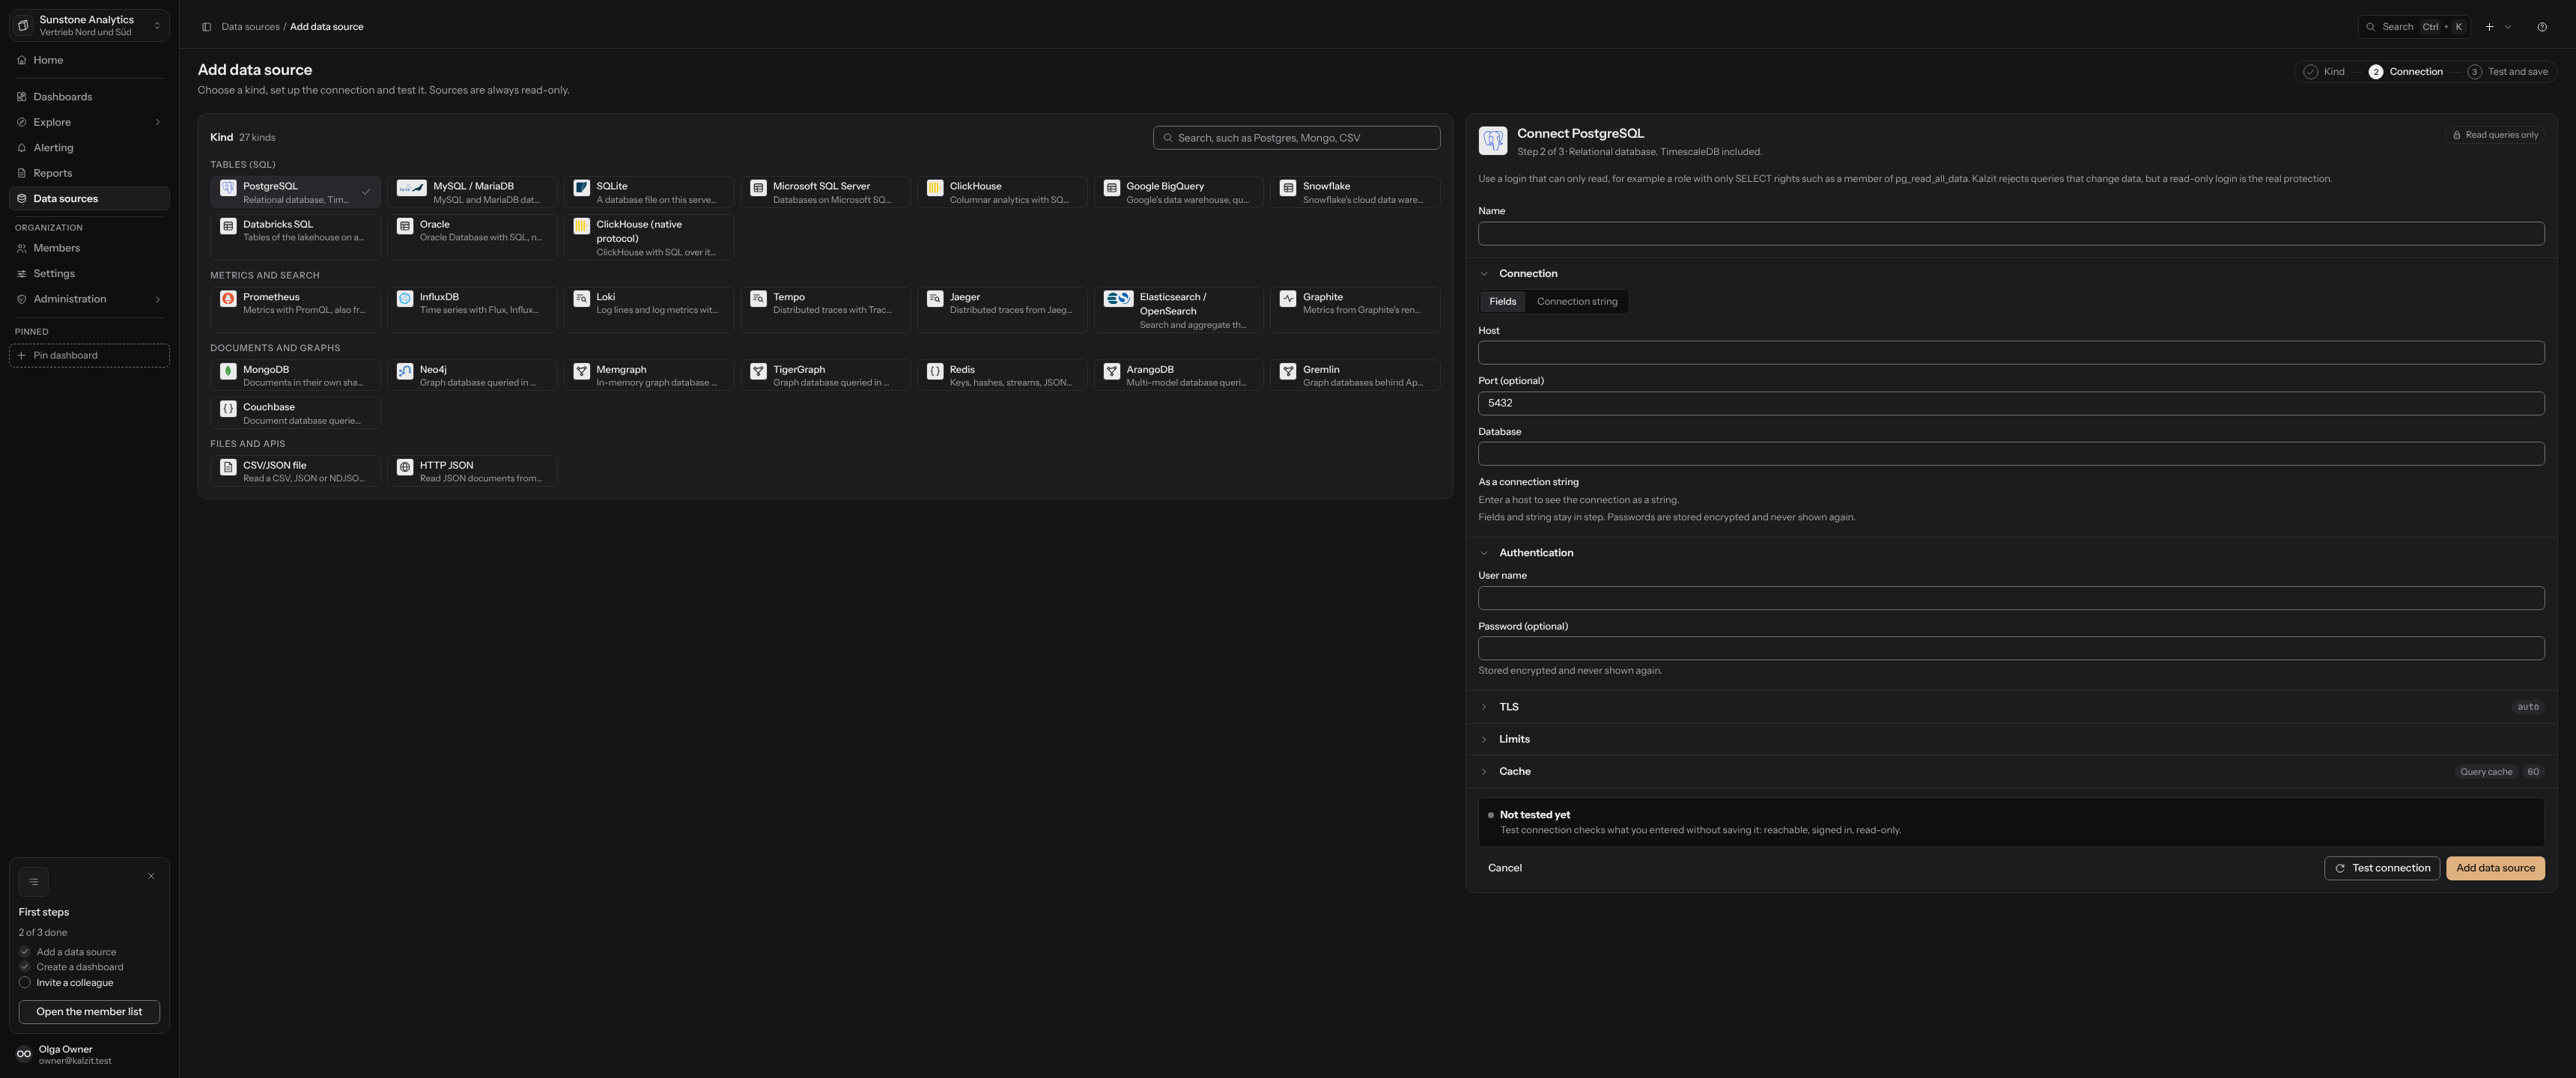 Sunstone Analytics
Vertrieb Nord und Süd
Home
Dashboards
Explore
Alerting
Reports
Data sources
ORGANIZATION
Members
Settings
Administration
PINNED
Pin dashboard
First steps
2 of 3 done
Add a data source
Create a dashboard
Invite a colleague
Open the member list
OO
Olga Owner
owner@kalzit.test
Data sources / Add data source
Search Ctrl + K
Add data source
Choose a kind, set up the connection and test it. Sources are always read-only.
Kind
2 Connection
3 Test and save
Kind 27 kinds
Search, such as Postgres, Mongo, CSV
TABLES (SQL)
PostgreSQL
Relational database, Tim...
MySQL / MariaDB
MySQL and MariaDB dat...
SQLite
A database file on this serve...
Microsoft SQL Server
Databases on Microsoft SQ...
ClickHouse
Columnar analytics with SQ...
Google BigQuery
Google's data warehouse, qu...
Snowflake
Snowflake's cloud data ware...
Databricks SQL
Tables of the lakehouse on a...
Oracle
Oracle Database with SQL, n...
ClickHouse (native
protocol)
ClickHouse with SQL over it...
METRICS AND SEARCH
Prometheus
Metrics with PromQL, also fr...
InfluxDB
Time series with Flux, Influx...
Loki
Log lines and log metrics wit...
Tempo
Distributed traces with Trac...
Jaeger
Distributed traces from Jaeg...
Elasticsearch /
OpenSearch
Search and aggregate th...
Graphite
Metrics from Graphite's ren...
DOCUMENTS AND GRAPHS
MongoDB
Documents in their own sha...
Neo4j
Graph database queried in ...
Memgraph
In-memory graph database ...
TigerGraph
Graph database queried in ...
Redis
Keys, hashes, streams, JSON...
ArangoDB
Multi-model database queri...
Gremlin
Graph databases behind Ap...
Couchbase
Document database querie...
FILES AND APIS
CSV/JSON file
Read a CSV, JSON or NDJSO...
HTTP JSON
Read JSON documents from...
Connect PostgreSQL
Step 2 of 3 · Relational database, TimescaleDB included.
Read queries only
Use a login that can only read, for example a role with only SELECT rights such as a member of pg_read_all_data. Kalzit rejects queries that change data, but a read-only login is the real protection.
Name
Connection
Fields
Connection string
Host
Port (optional)
5432
Database
As a connection string
Enter a host to see the connection as a string.
Fields and string stay in step. Passwords are stored encrypted and never shown again.
Authentication
User name
Password (optional)
Stored encrypted and never shown again.
TLS
auto
Limits
Cache
Query cache 60
Not tested yet
Test connection checks what you entered without saving it: reachable, signed in, read-only.
Cancel
Test connection
Add data source